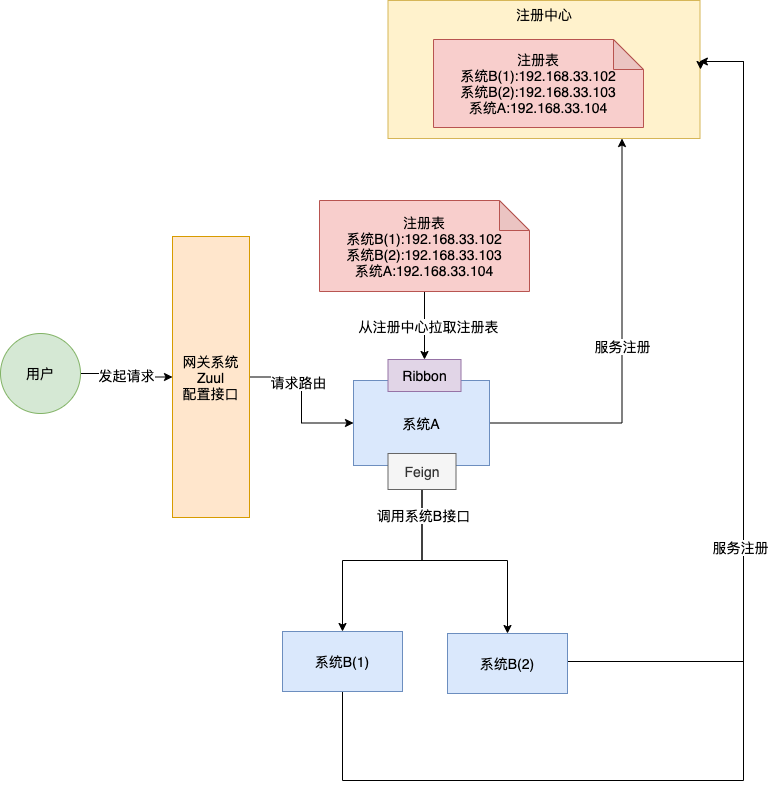 注册中心
注册表
系统B(1):192.168.33.102
系统B(2):192.168.33.103
系统A:192.168.33.104
注册表
系统B(1):192.168.33.102
系统B(2):192.168.33.103
系统A:192.168.33.104
从注册中心拉取注册表
服务注册
用户
发起请求
网关系统
Zuul
配置接口
请求路由
Ribbon
系统A
Feign
调用系统B接口
服务注册
系统B(1)
系统B(2)